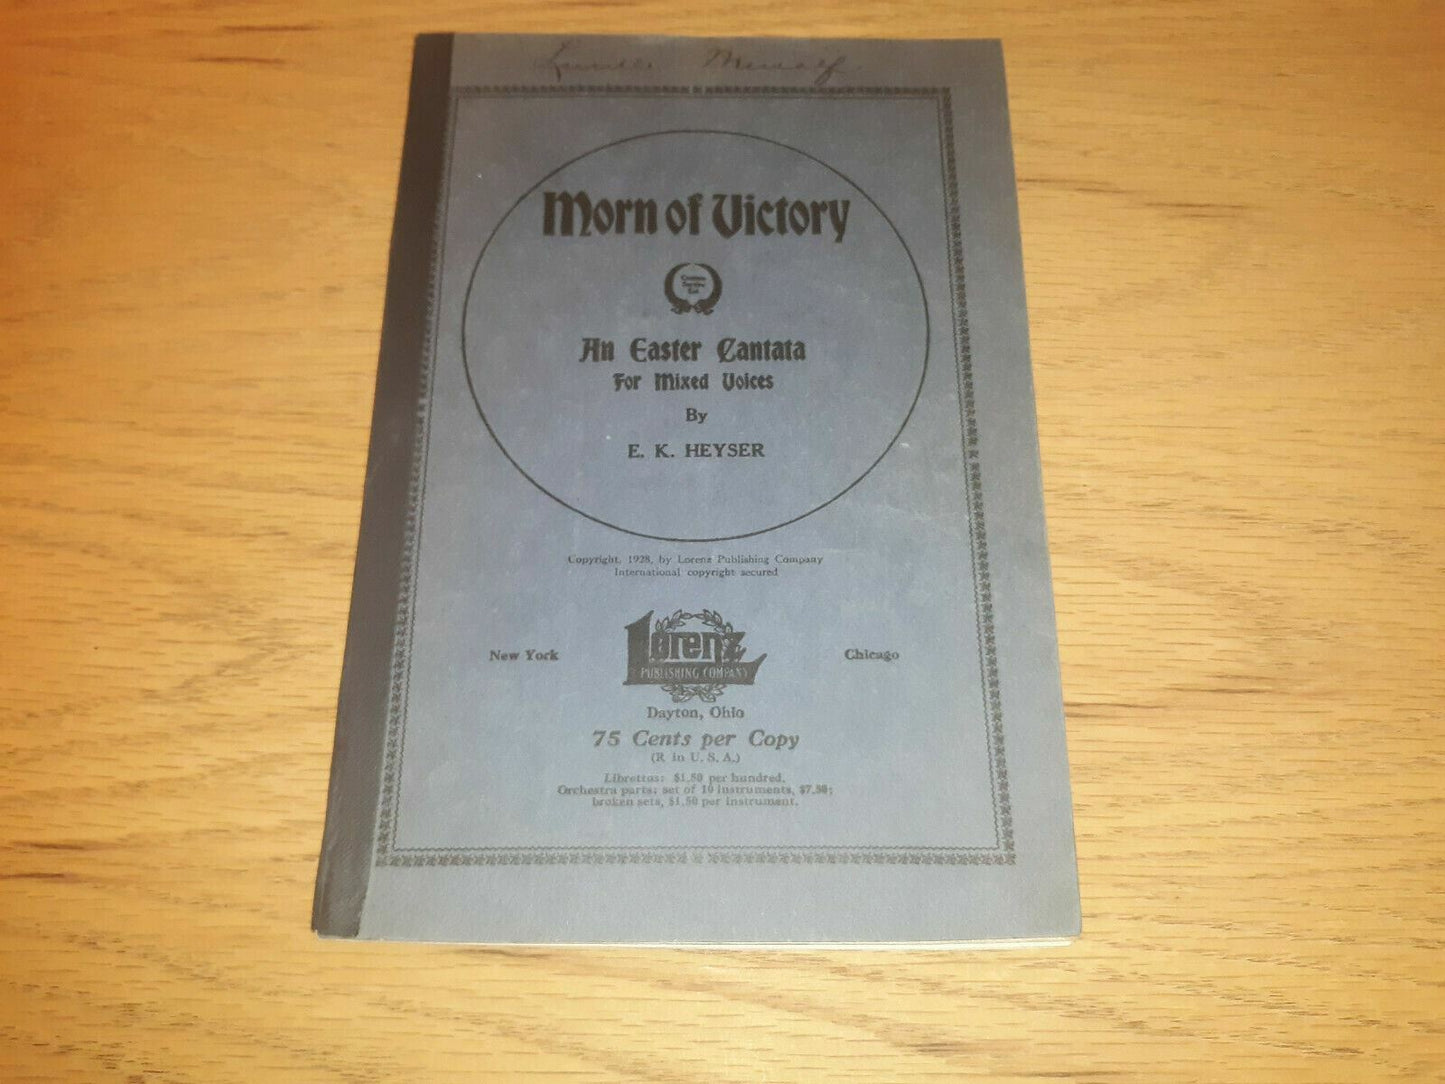 Morn of Victory
An Easter Cantata
For Mixed Voices
By
E. K. HEYSER
Copyright, 1928, by Lorenz Publishing Company
International copyright secured
New York
Lorenz
PUBLISHING COMPANY
Chicago
Dayton, Ohio
75 Cents per Copy
(R in U. S. A.)
Librettos: $1.50 per hundred.
Orchestra parts: set of 10 instruments, $7.50;
broken sets, $1.50 per instrument.